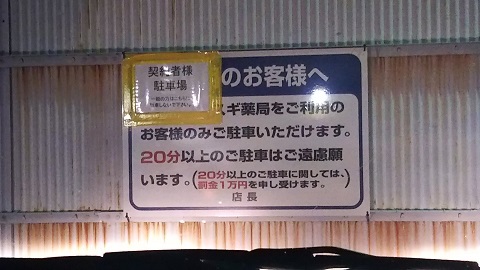 契約者様
駐車場
のお客様へ
スギ薬局をご利用の
お客様のみご駐車いただけます。
20分以上のご駐車はご遠慮願
います。(20分以上のご駐車に関しては、
罰金1万円を申し受けます。)
店長